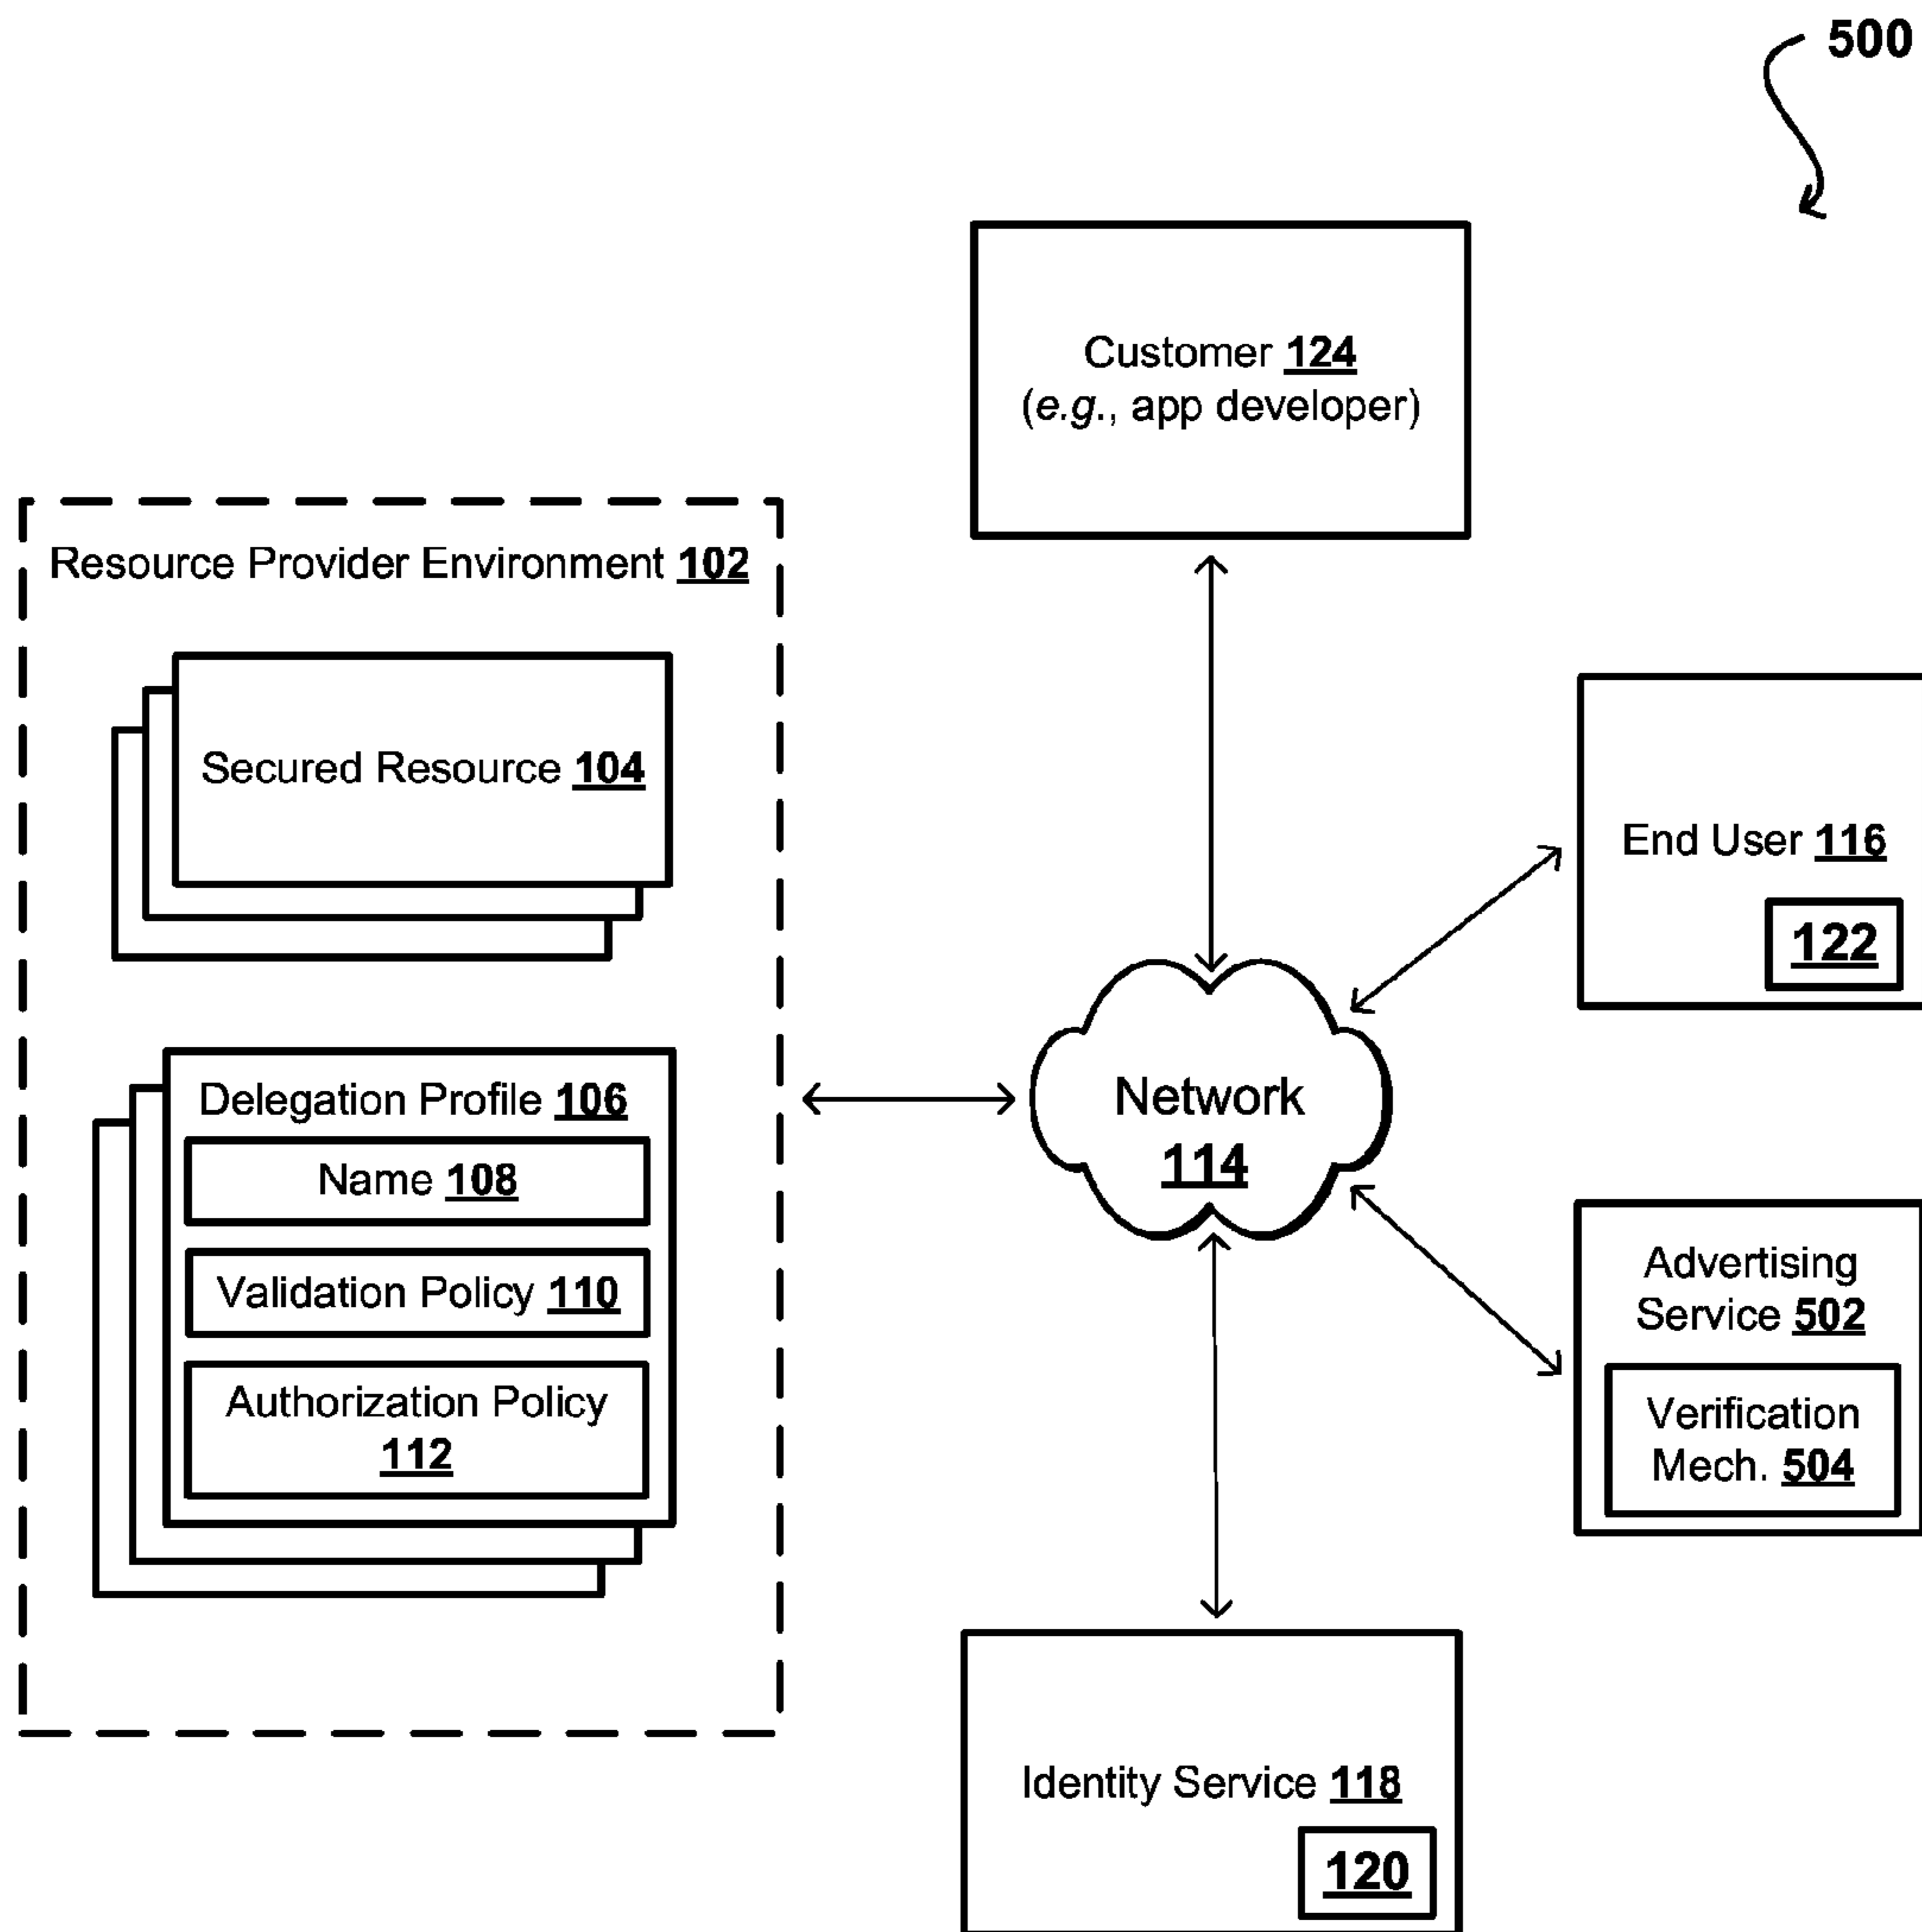 500
Customer 124
(e.g., app developer)
Resource Provider Environment 102
Secured Resource 104
End User 116
122
Delegation Profile 106
Name 108
Validation Policy 110
Authorization Policy
112
Network
114
Advertising
Service 502
Verification
Mech. 504
Identity Service 118
120